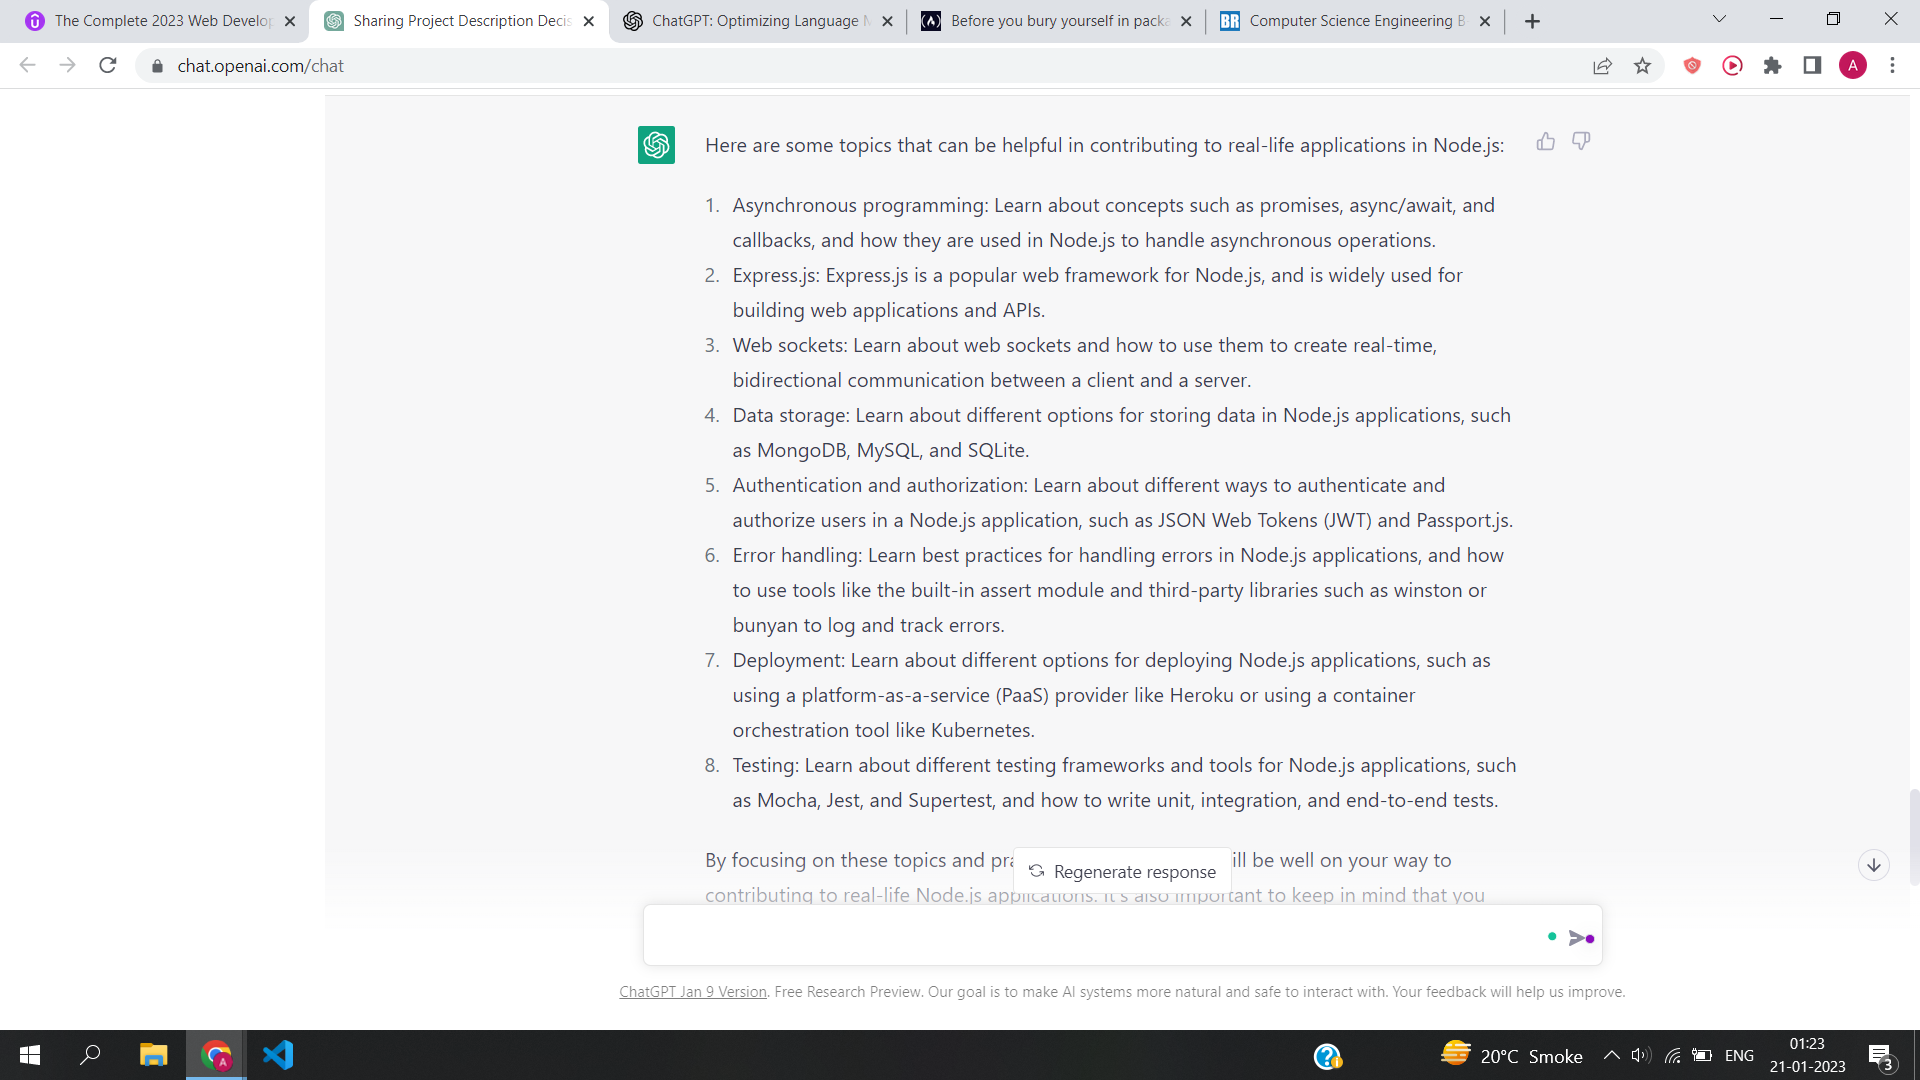 The Complete 2023 Web Develop
Sharing Project Description Decis
ChatGPT: Optimizing Language M
Before you bury yourself in packa
BR Computer Science Engineering B
chat.openai.com/chat
A
Here are some topics that can be helpful in contributing to real-life applications in Node.js:
1. Asynchronous programming: Learn about concepts such as promises, async/await, and
callbacks, and how they are used in Node.js to handle asynchronous operations.
2. Express.js: Express.js is a popular web framework for Node.js, and is widely used for
building web applications and APIs.
3. Web sockets: Learn about web sockets and how to use them to create real-time,
bidirectional communication between a client and a server.
4. Data storage: Learn about different options for storing data in Node.js applications, such
as MongoDB, MySQL, and SQLite.
5. Authentication and authorization: Learn about different ways to authenticate and
authorize users in a Node.js application, such as JSON Web Tokens (JWT) and Passport.js.
6. Error handling: Learn best practices for handling errors in Node.js applications, and how
to use tools like the built-in assert module and third-party libraries such as winston or
bunyan to log and track errors.
7. Deployment: Learn about different options for deploying Node.js applications, such as
using a platform-as-a-service (PaaS) provider like Heroku or using a container
orchestration tool like Kubernetes.
8. Testing: Learn about different testing frameworks and tools for Node.js applications, such
as Mocha, Jest, and Supertest, and how to write unit, integration, and end-to-end tests.
By focusing on these topics and pra ill be well on your way to
Regenerate response
contributing to real-life Node.js applications. It's also important to keep in mind that you
ChatGPT Jan 9 Version. Free Research Preview. Our goal is to make AI systems more natural and safe to interact with. Your feedback will help us improve.
A
20°C Smoke
ENG
01:23
21-01-2023
3